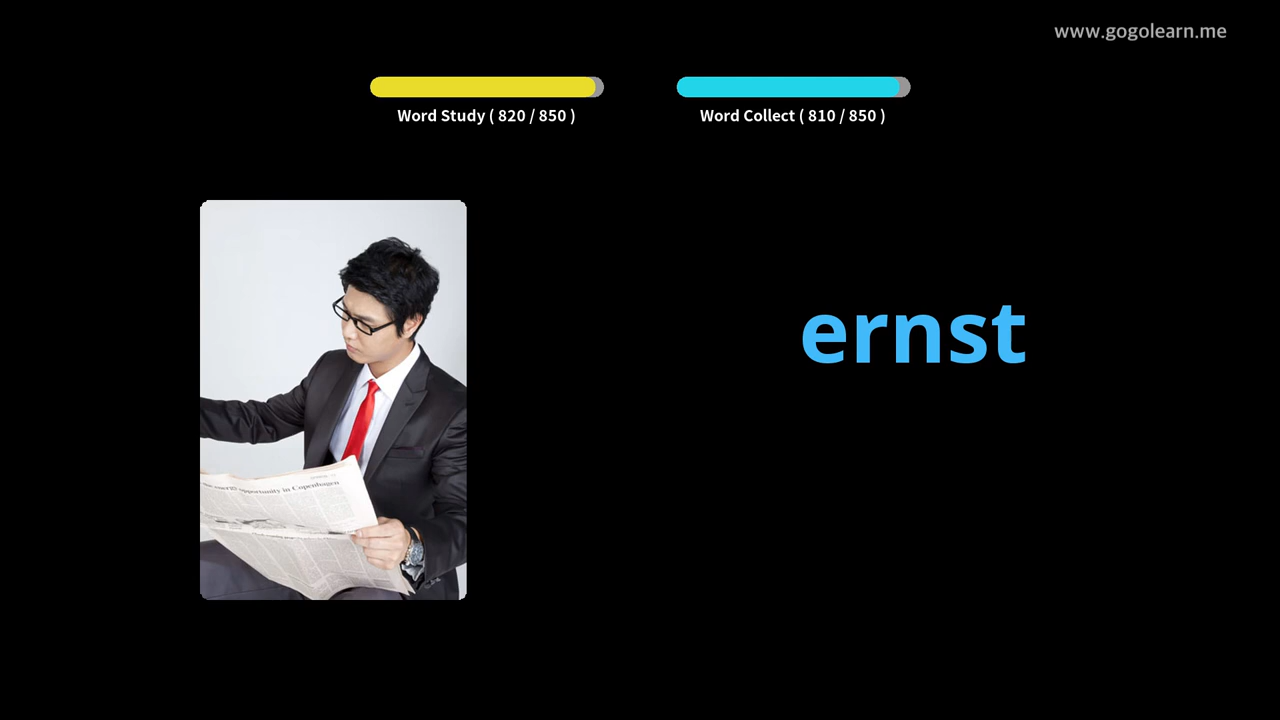 www.gogolearn.me
Word Study ( 820 / 850 )
Word Collect ( 810 / 850 )
ernst
opportunity in Copenhagen